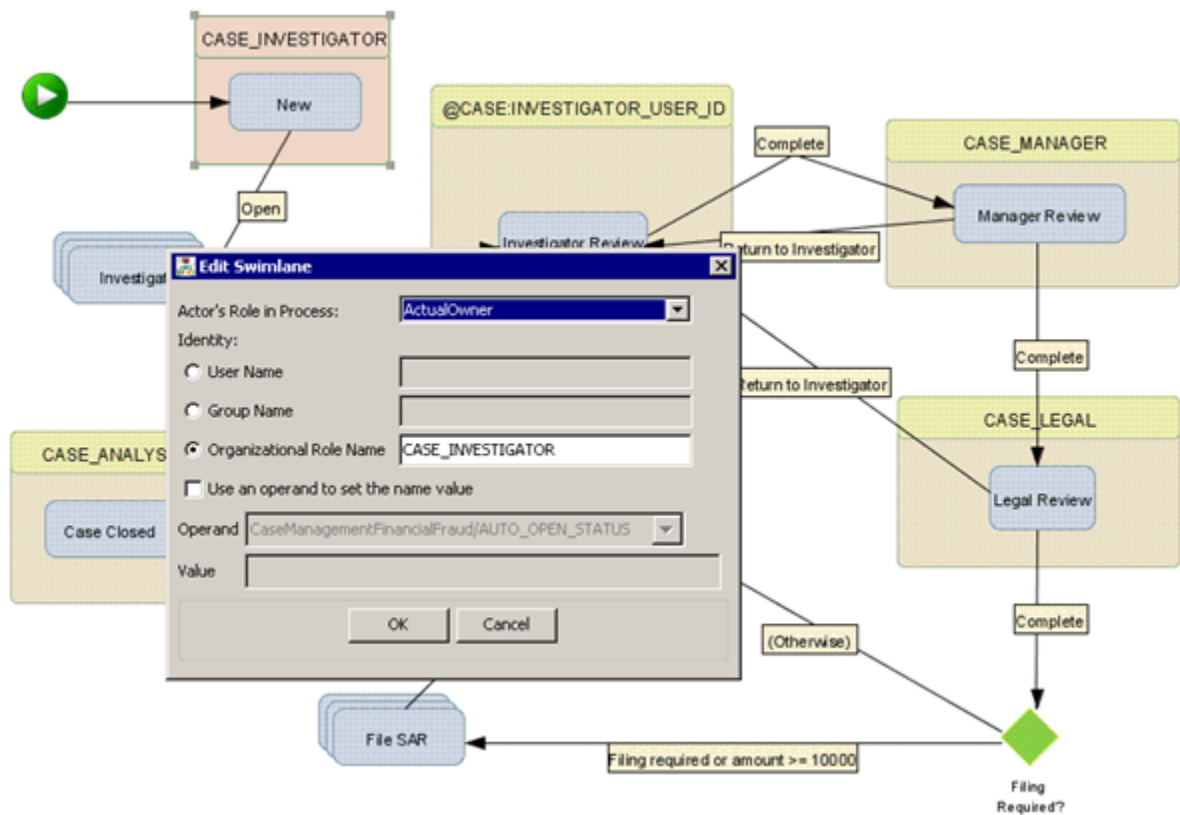 CASE_INVESTIGATOR
New
@CASE:INVESTIGATOR_USER_ID
Complete
CASE_MANAGER
Manager Review
Open
Investigator Review
Return to Investigator
Investigat
Edit Swimlane
Actor's Role in Process:
ActualOwner
Identity:
User Name
Group Name
Organizational Role Name
CASE_INVESTIGATOR
Use an operand to set the name value
Operand
CaseManagementFinancialFraud/AUTO_OPEN_STATUS
Value
OK
Cancel
Complete
Return to Investigator
CASE_LEGAL
Legal Review
CASE_ANALYS
Case Closed
Complete
(Otherwise)
File SAR
Filing required or amount >= 10000
Filing
Required?